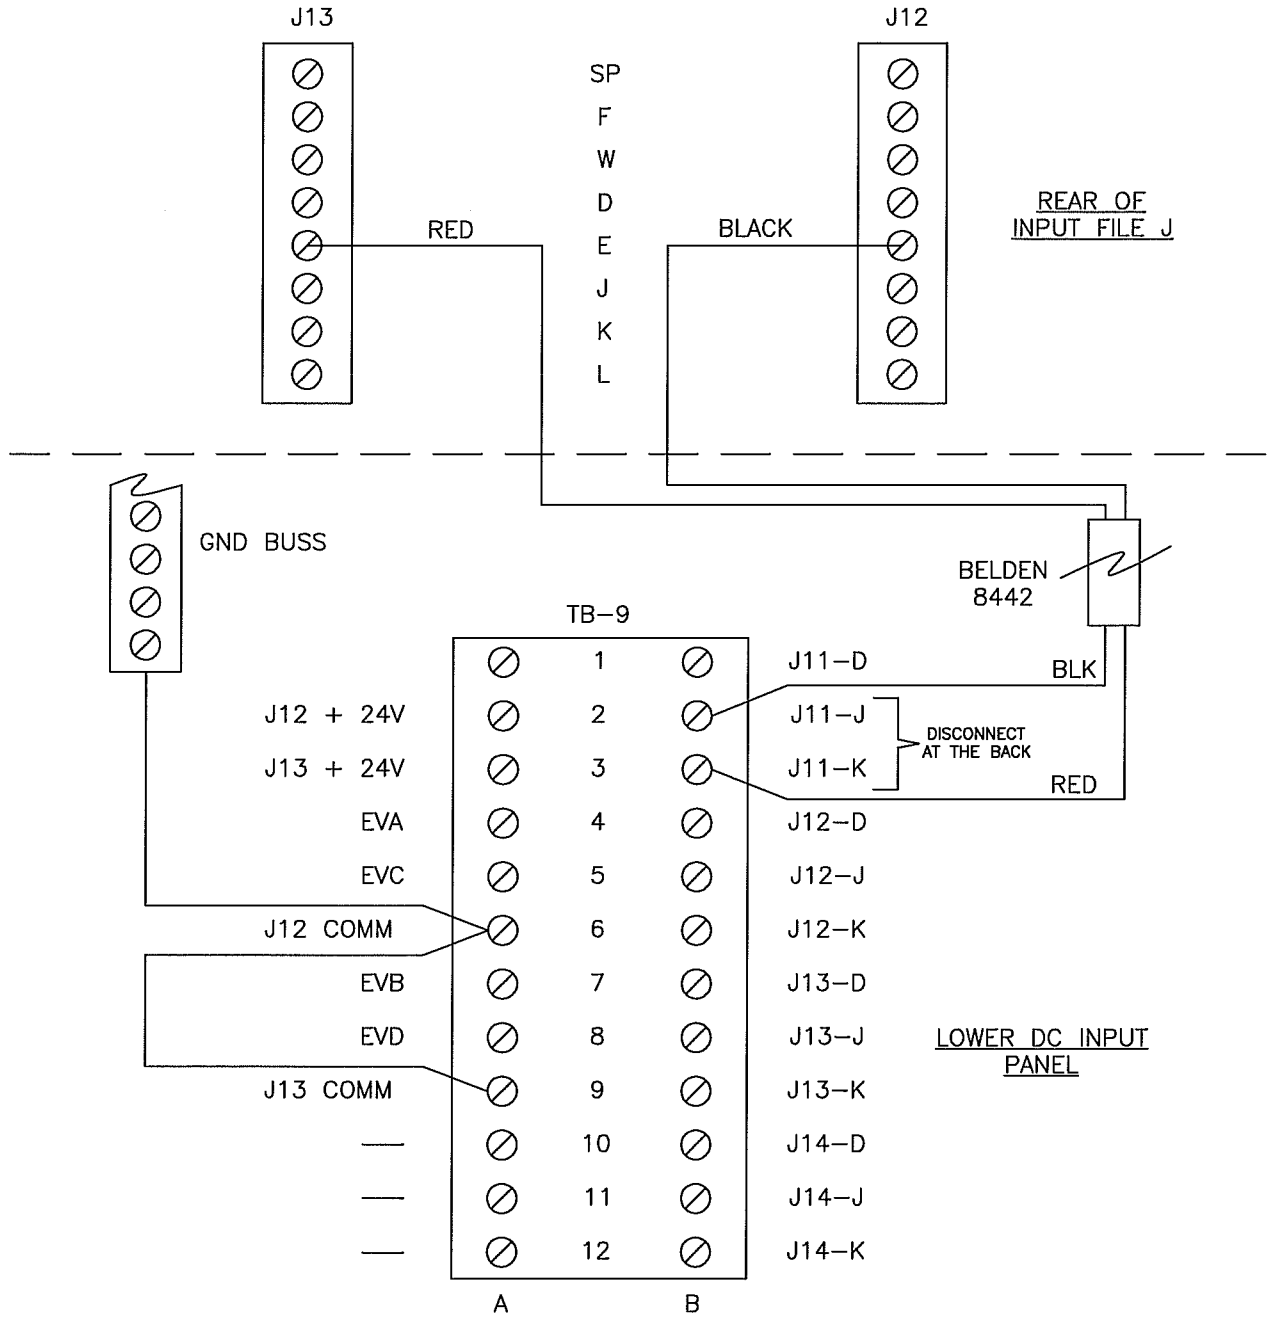 J13
J12
SP
F
W
D
E
J
K
L
RED
BLACK
REAR OF
INPUT FILE J
GND BUSS
BELDEN
8442
TB-9
1 J11-D
BLK
J12 + 24V 2 J11-J
DISCONNECT
AT THE BACK
J13 + 24V 3 J11-K
RED
EVA 4 J12-D
EVC 5 J12-J
J12 COMM 6 J12-K
EVB 7 J13-D
EVD 8 J13-J
LOWER DC INPUT
PANEL
J13 COMM 9 J13-K
— 10 J14-D
— 11 J14-J
— 12 J14-K
A B